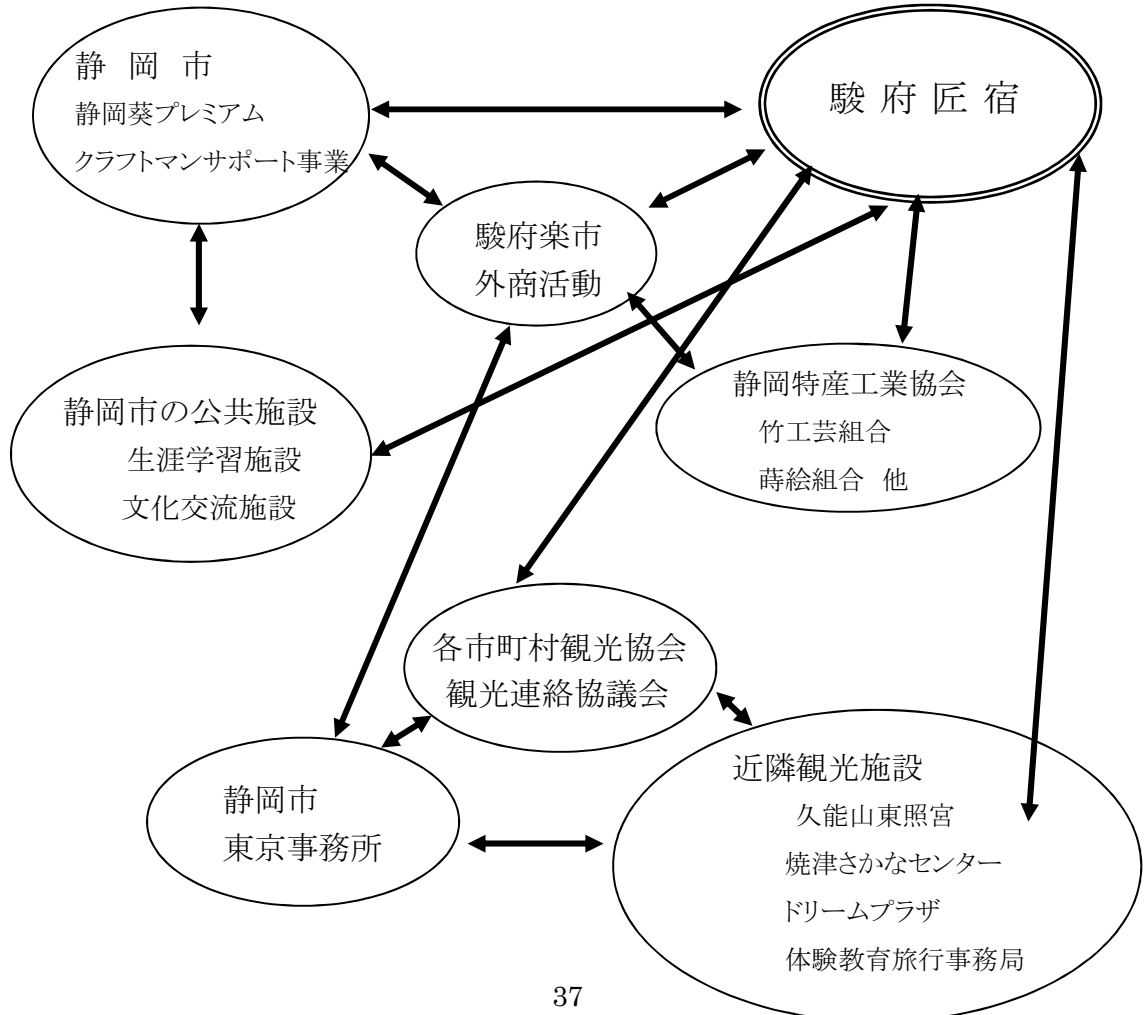 静岡市
静岡葵プレミアム
クラフトマンサポート事業
駿府匠宿
駿府楽市
外商活動
静岡市の公共施設
生涯学習施設
文化交流施設
静岡特産工業協会
竹工芸組合
蒔絵組合 他
各市町村観光協会
観光連絡協議会
静岡市
東京事務所
近隣観光施設
久能山東照宮
焼津さかなセンター
ドリームプラザ
体験教育旅行事務局
37